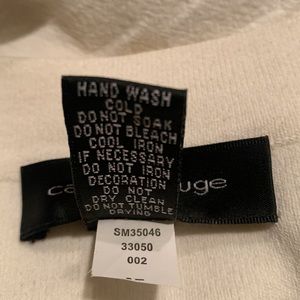 HAND WASH
COLD
DO NOT SOAK
DO NOT BLEACH
COOL IRON
IF NECESSARY
DO NOT IRON
DECORATION
DO NOT
DRY CLEAN
DO NOT TUMBLE
DRYING
SM35046
33050
002